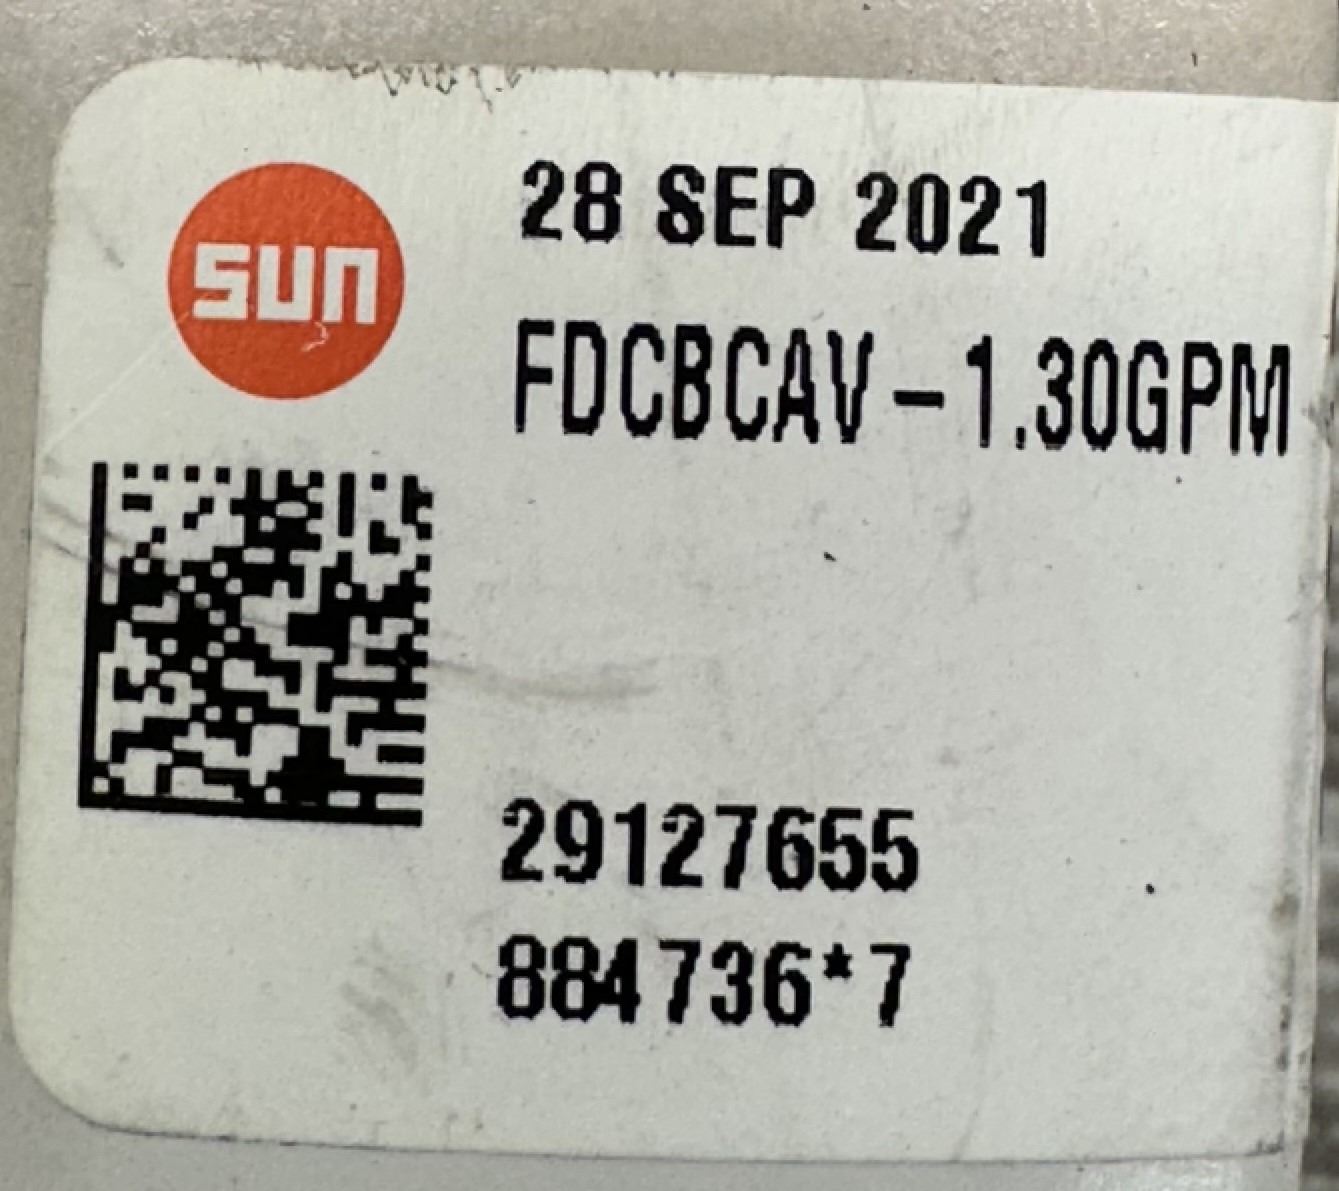 sun
28 SEP 2021
FDCBCAV-1.30GPM
29127655
884736*7